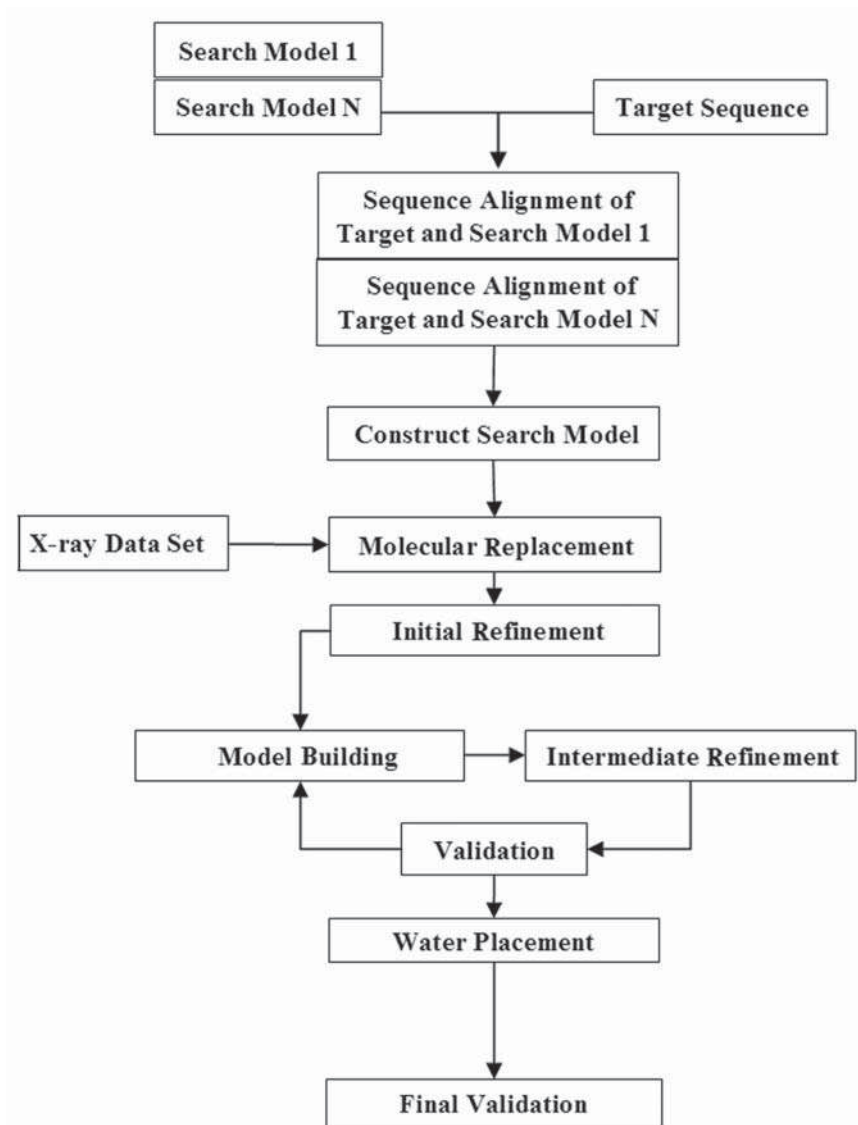 Search Model 1
Search Model N
Target Sequence
Sequence Alignment of
Target and Search Model 1
Sequence Alignment of
Target and Search Model N
Construct Search Model
X-ray Data Set
Molecular Replacement
Initial Refinement
Model Building
Intermediate Refinement
Validation
Water Placement
Final Validation